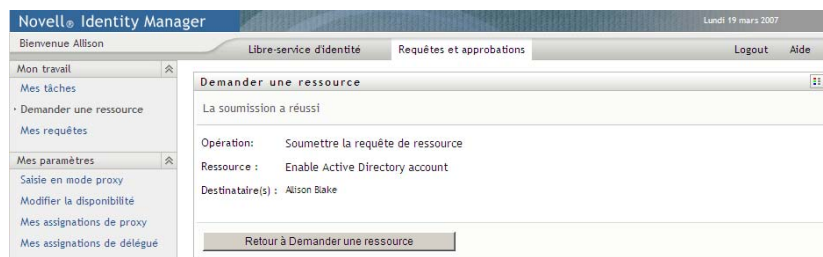 Novell® Identity Manager
Lundi 19 mars 2007
Bienvenue Allison
Libre-service d'identité
Requêtes et approbations
Logout
Aide
Mon travail
Mes tâches
Demander une ressource
Mes requêtes
Mes paramètres
Saisie en mode proxy
Modifier la disponibilité
Mes assignations de proxy
Mes assignations de délégué
Demander une ressource
La soumission a réussi
Opération: Soumettre la requête de ressource
Ressource : Enable Active Directory account
Destinataire(s) : Allison Blake
Retour à Demander une ressource